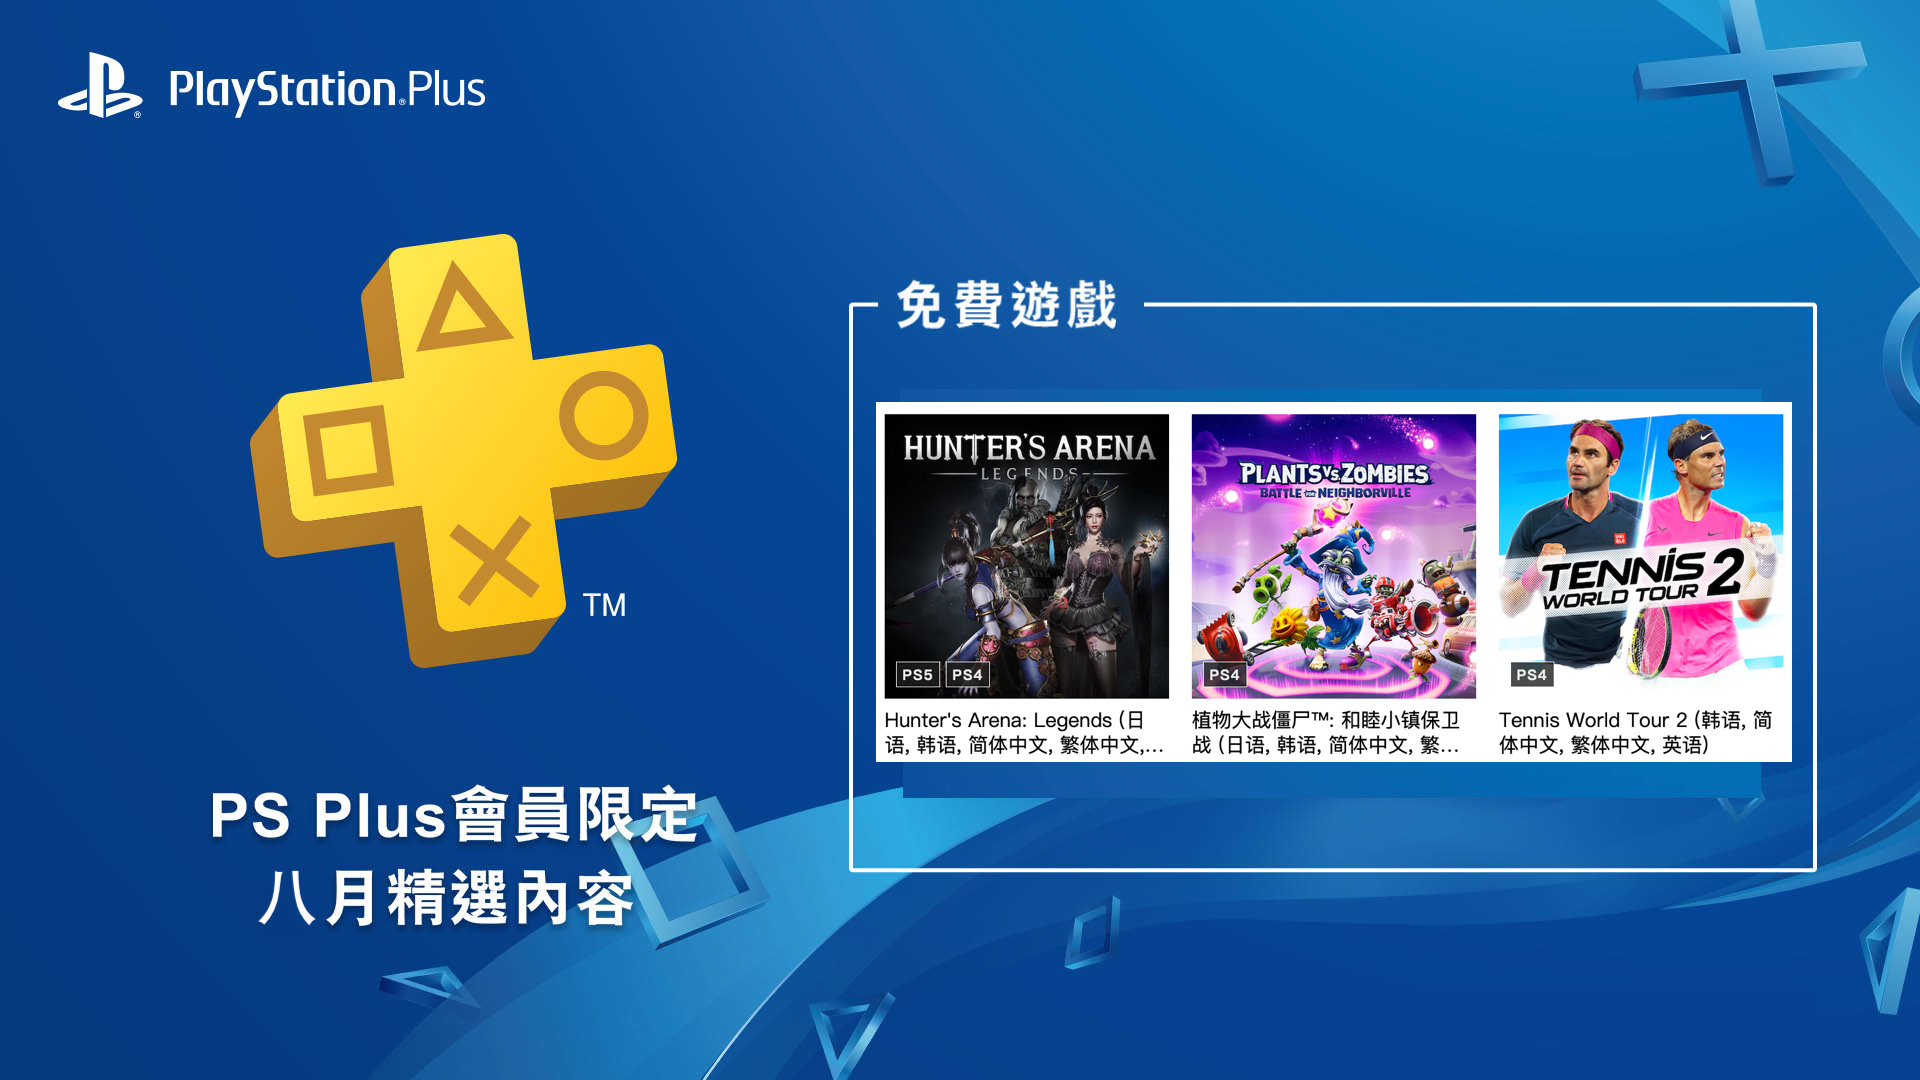 PlayStation®Plus
TM
PS Plus會員限定
八月精選內容
免費遊戲
HUNTER'S ARENA
LEGENDS
PS5 PS4
Hunter's Arena: Legends (日
语, 韩语, 简体中文, 繁体中文,...
PLANTS VS. ZOMBIES
BATTLE FOR NEIGHBORVILLE
PS4
植物大战僵尸™: 和睦小镇保卫
战 (日语, 韩语, 简体中文, 繁...
UNI
QLO
TENNIS
WORLD TOUR 2
PS4
Tennis World Tour 2 (韩语, 简
体中文, 繁体中文, 英语)